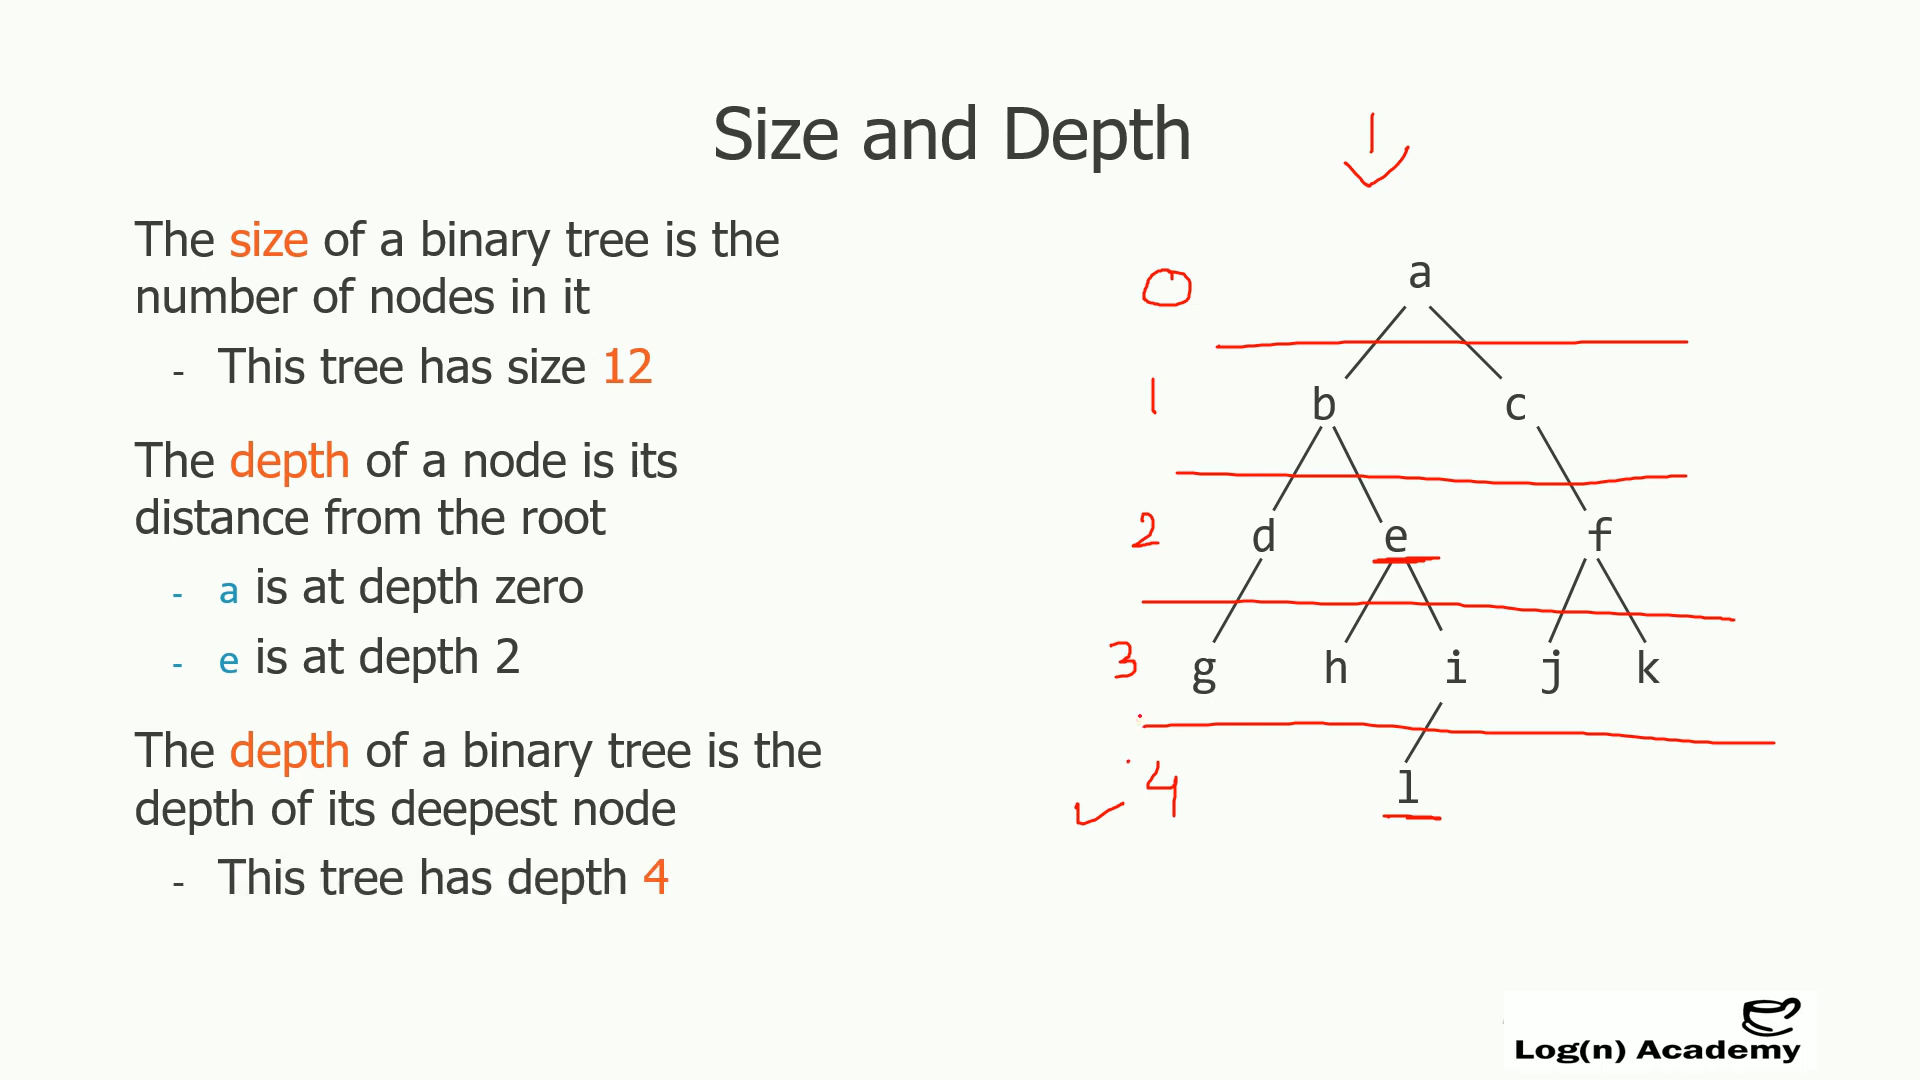 Size and Depth
The size of a binary tree is the
number of nodes in it
- This tree has size 12
The depth of a node is its
distance from the root
- a is at depth zero
- e is at depth 2
The depth of a binary tree is the
depth of its deepest node
- This tree has depth 4
0
a
1
b c
2
d e f
3
g h i j k
4
l
Log(n) Academy